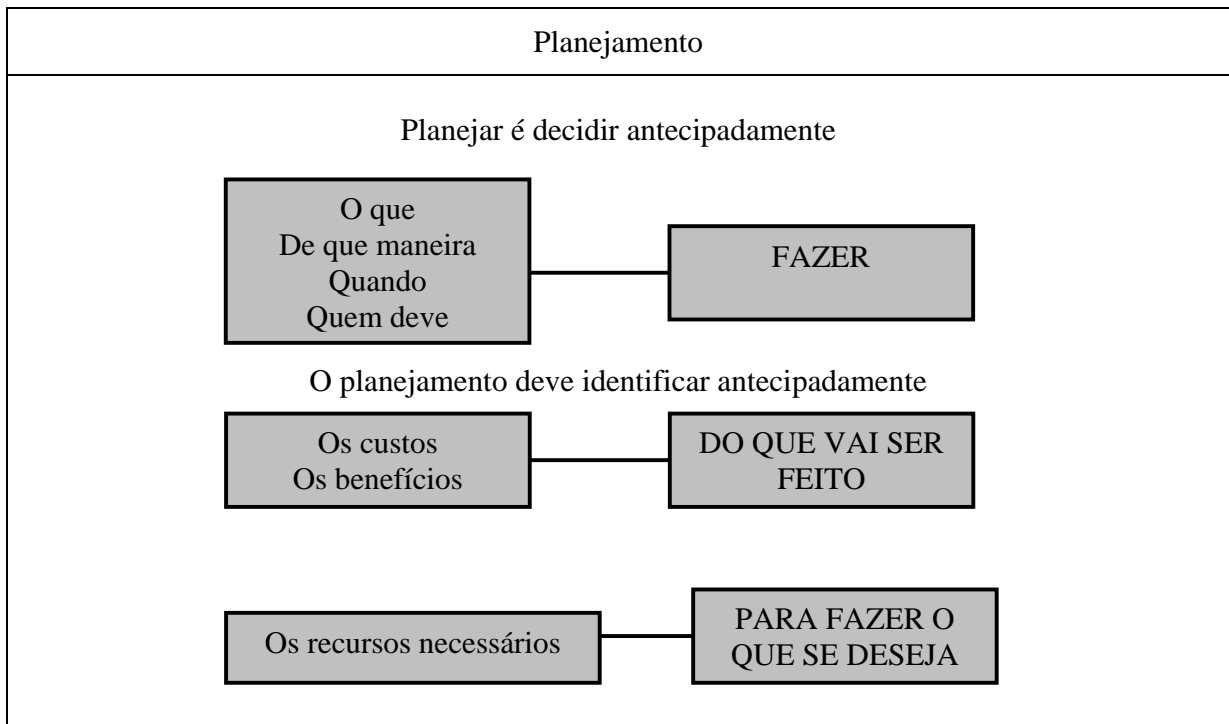 Planejamento
Planejar é decidir antecipadamente
O que
De que maneira
Quando
Quem deve
FAZER
O planejamento deve identificar antecipadamente
Os custos
Os benefícios
DO QUE VAI SER
FEITO
Os recursos necessários
PARA FAZER O
QUE SE DESEJA